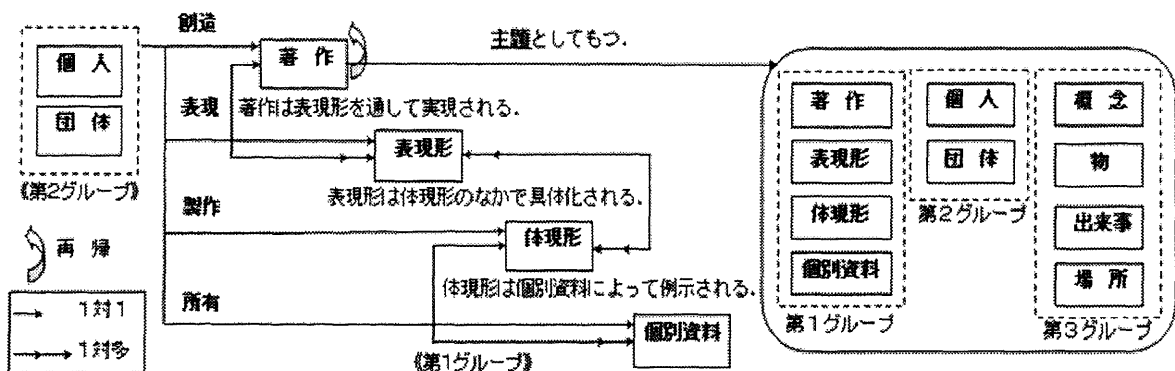 創造
主題としてもつ.
個 人
団 体
《第2グループ》
著 作
表現
著作は表現形を通して実現される.
表現形
表現形は体現形のなかで具体化される.
製作
体現形
体現形は個別資料によって例示される.
所有
個別資料
《第1グループ》
再 帰
1対1
1対多
著 作
表現形
体現形
個別資料
第1グループ
個 人
団 体
第2グループ
概 念
物
出来事
場 所
第3グループ